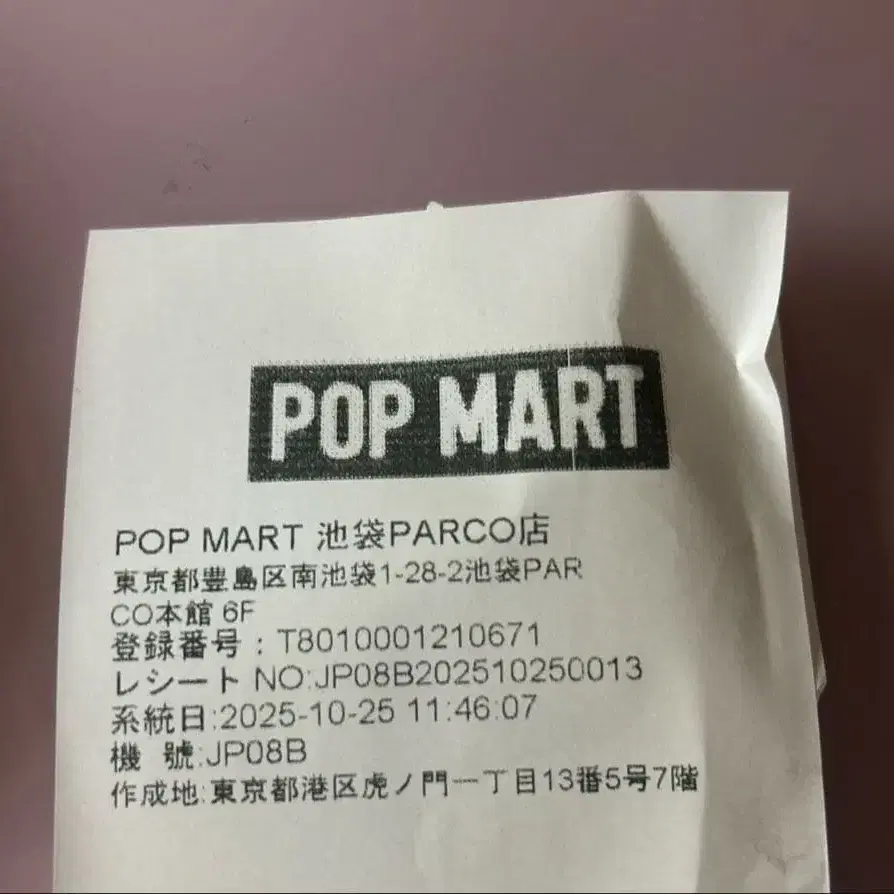 POP MART
POP MART 池袋PARCO店
東京都豊島区南池袋1-28-2池袋PAR
CO本館 6F
登録番号：T8010001210671
レシート NO:JP08B202510250013
系統日:2025-10-25 11:46:07
機 號:JP08B
作成地:東京都港区虎ノ門一丁目13番5号7階